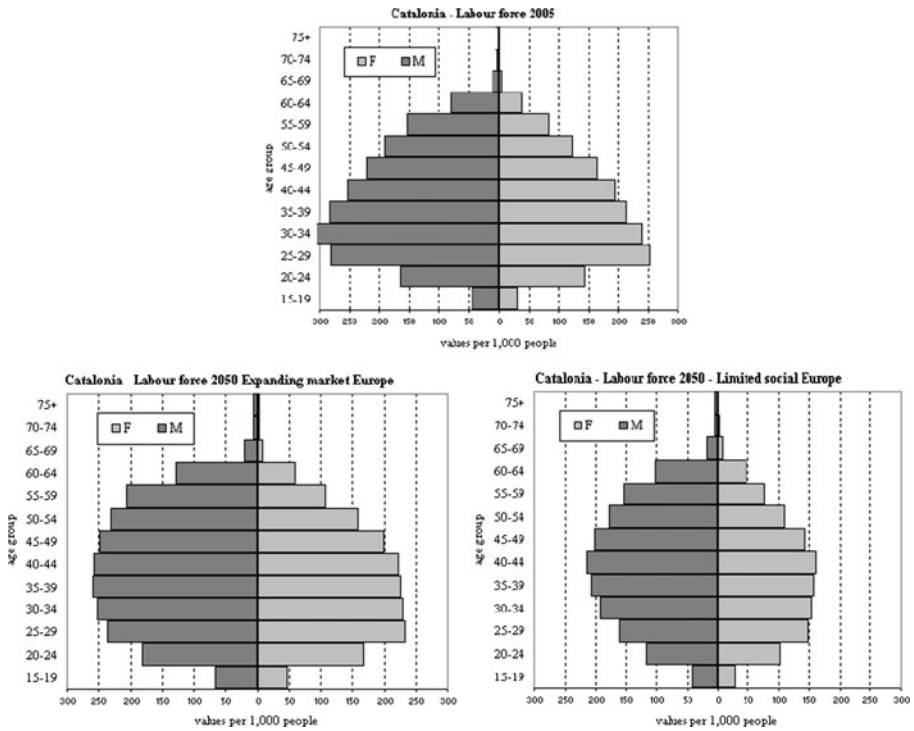 Catalonia - Labour force 2005
75+
70-74
65-69
60-64
55-59
50-54
45-49
40-44
35-39
30-34
25-29
20-24
15-19
age group
F M
300 250 200 150 100 50 0 50 100 150 200 250 300
values per 1,000 people
Catalonia Labour force 2050 Expanding market Europe
75+
70-74
65-69
60-64
55-59
50-54
45-49
40-44
35-39
30-34
25-29
20-24
15-19
age group
F M
300 250 200 150 100 50 0 50 100 150 200 250 300
values per 1,000 people
Catalonia - Labour force 2050 - Limited social Europe
75+
70-74
65-69
60-64
55-59
50-54
45-49
40-44
35-39
30-34
25-29
20-24
15-19
age group
F M
300 250 200 150 100 50 0 50 100 150 200 250 300
values per 1,000 people